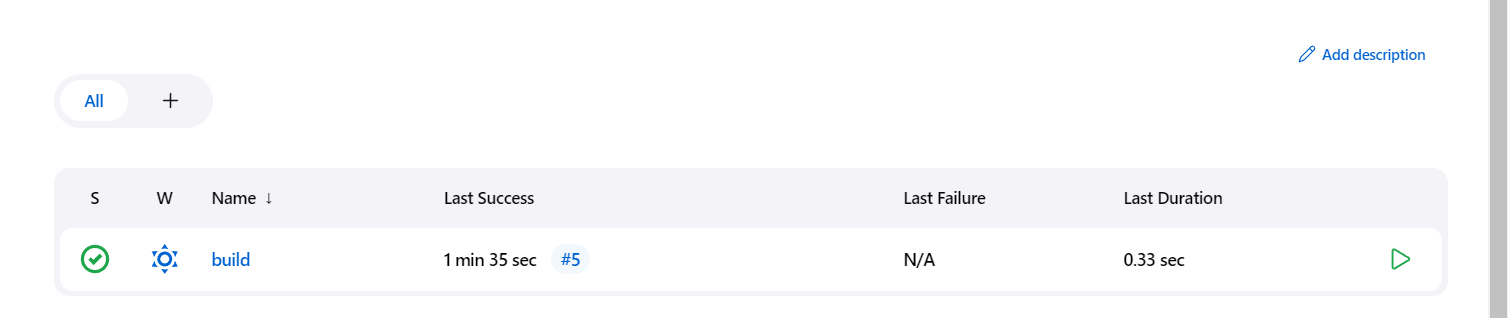 Add description
All +
S W Name ↓ Last Success Last Failure Last Duration
build 1 min 35 sec #5 N/A 0.33 sec